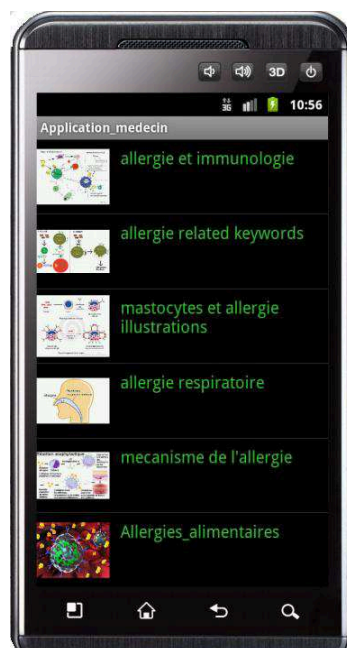 3D
3G
10:56
Application_medecin
allergie et immunologie
allergie related keywords
mastocytes et allergie
illustrations
allergie respiratoire
mecanisme de l'allergie
Allergies_alimentaires